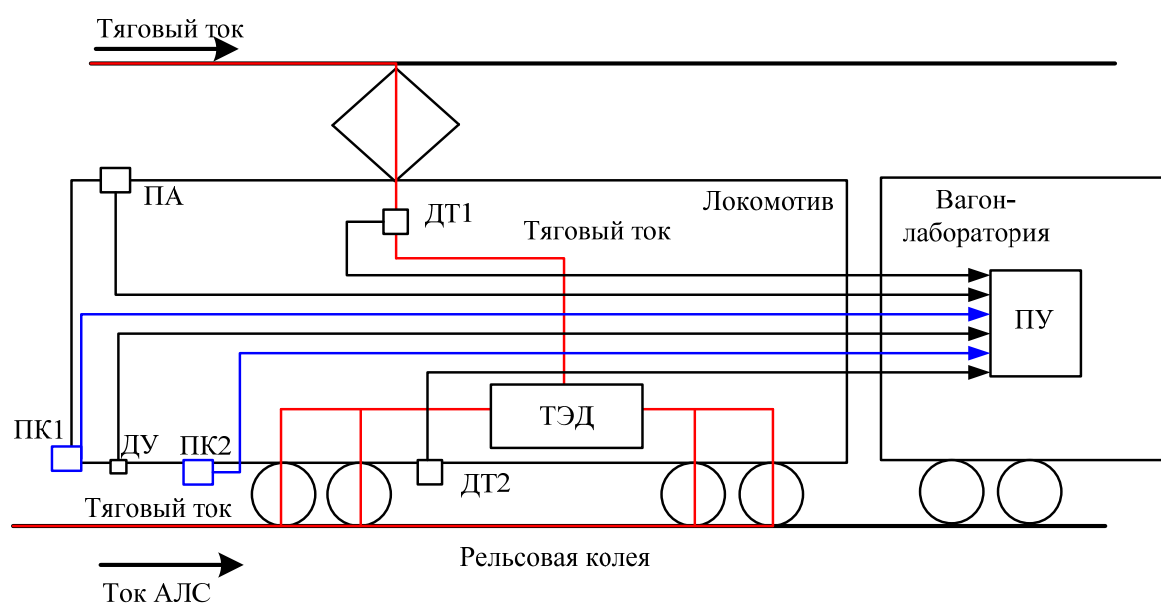 Тяговый ток
ПА
Локомотив
Вагон-
лаборатория
ДТ1
Тяговый ток
ПУ
ТЭД
ПК1
ДУ
ПК2
ДТ2
Тяговый ток
Рельсовая колея
Ток АЛС